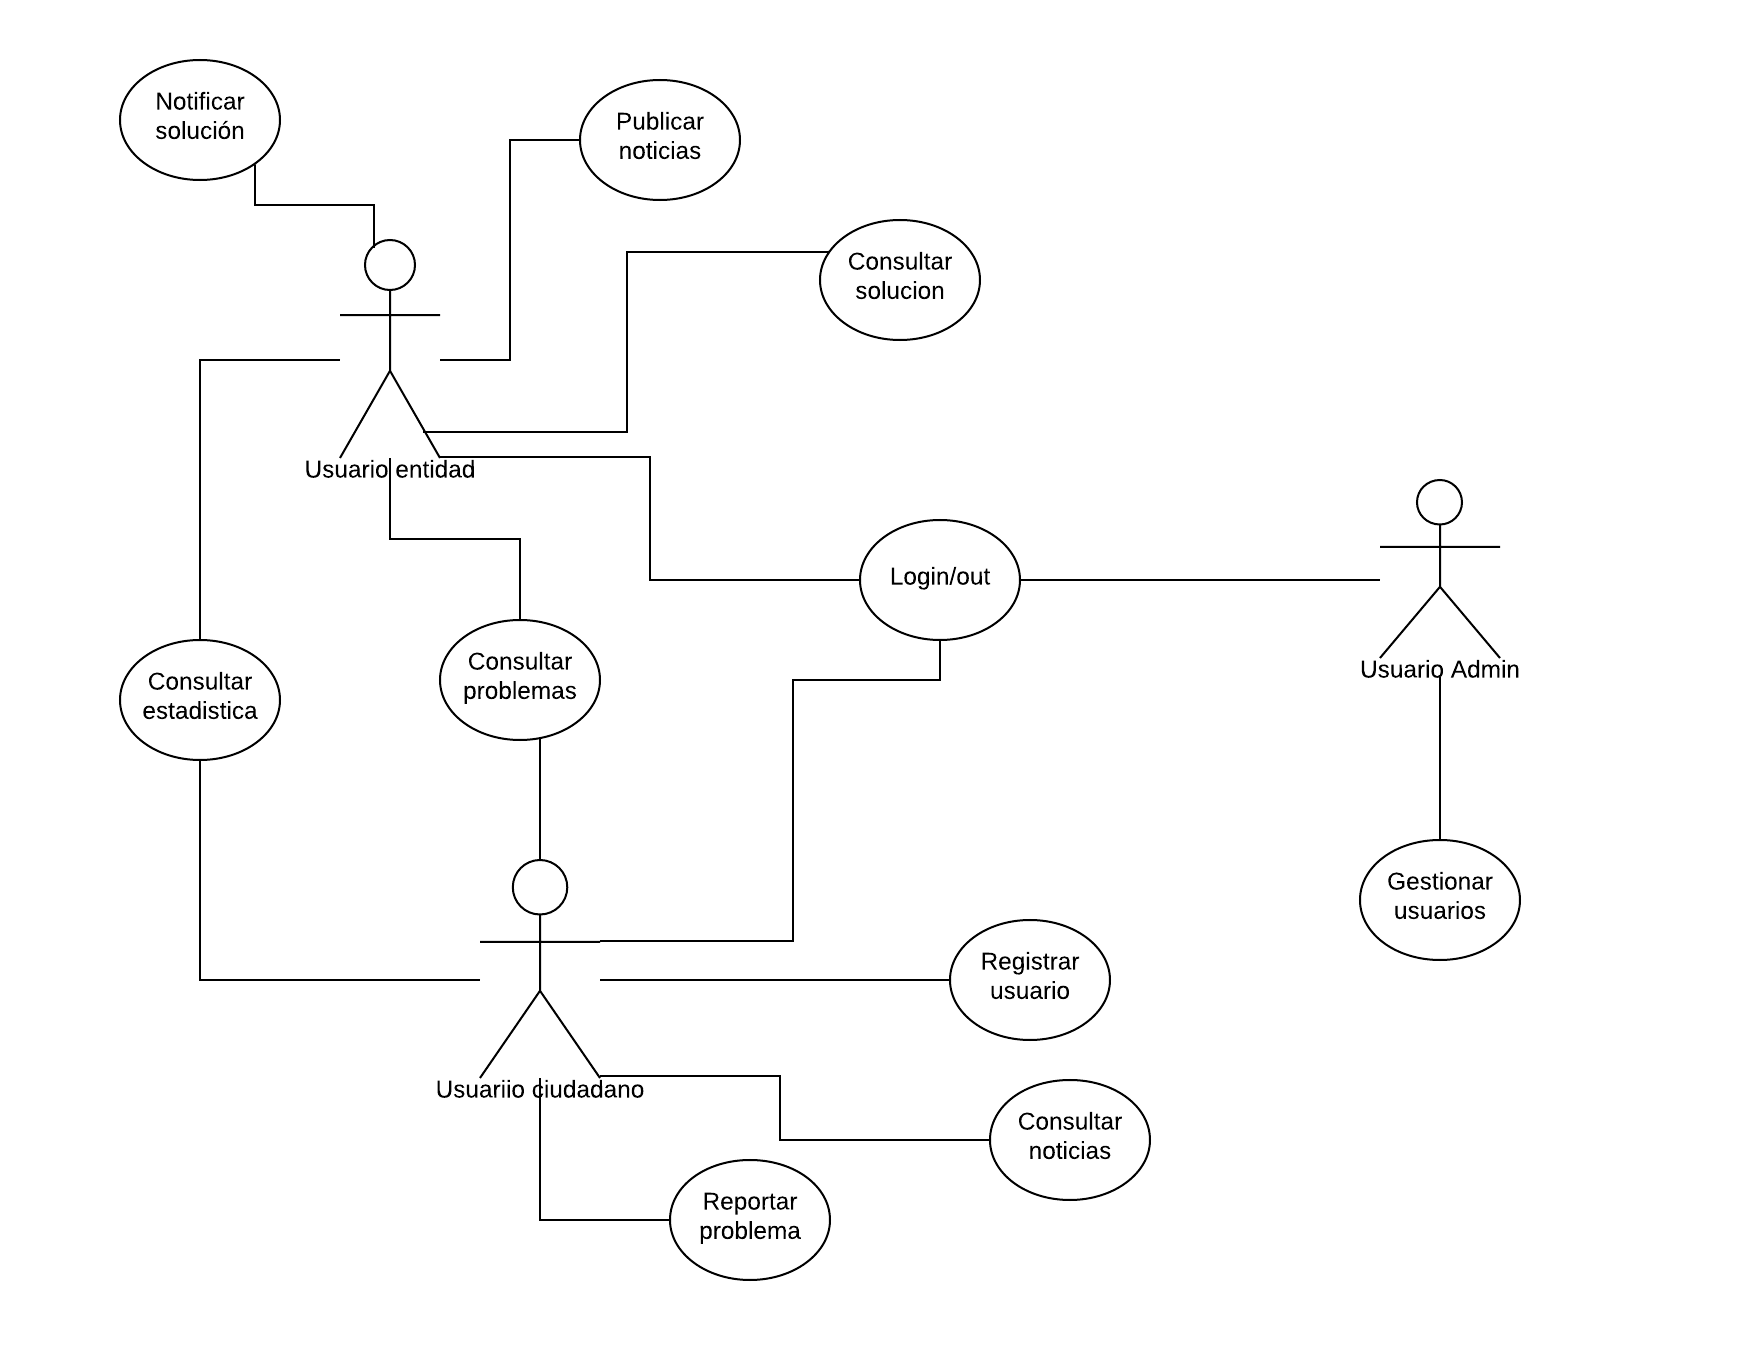 Notificar
solución
Publicar
noticias
Consultar
solucion
Usuario entidad
Login/out
Consultar
problemas
Consultar
estadistica
Usuario Admin
Gestionar
usuarios
Registrar
usuario
Usuariio ciudadano
Consultar
noticias
Reportar
problema